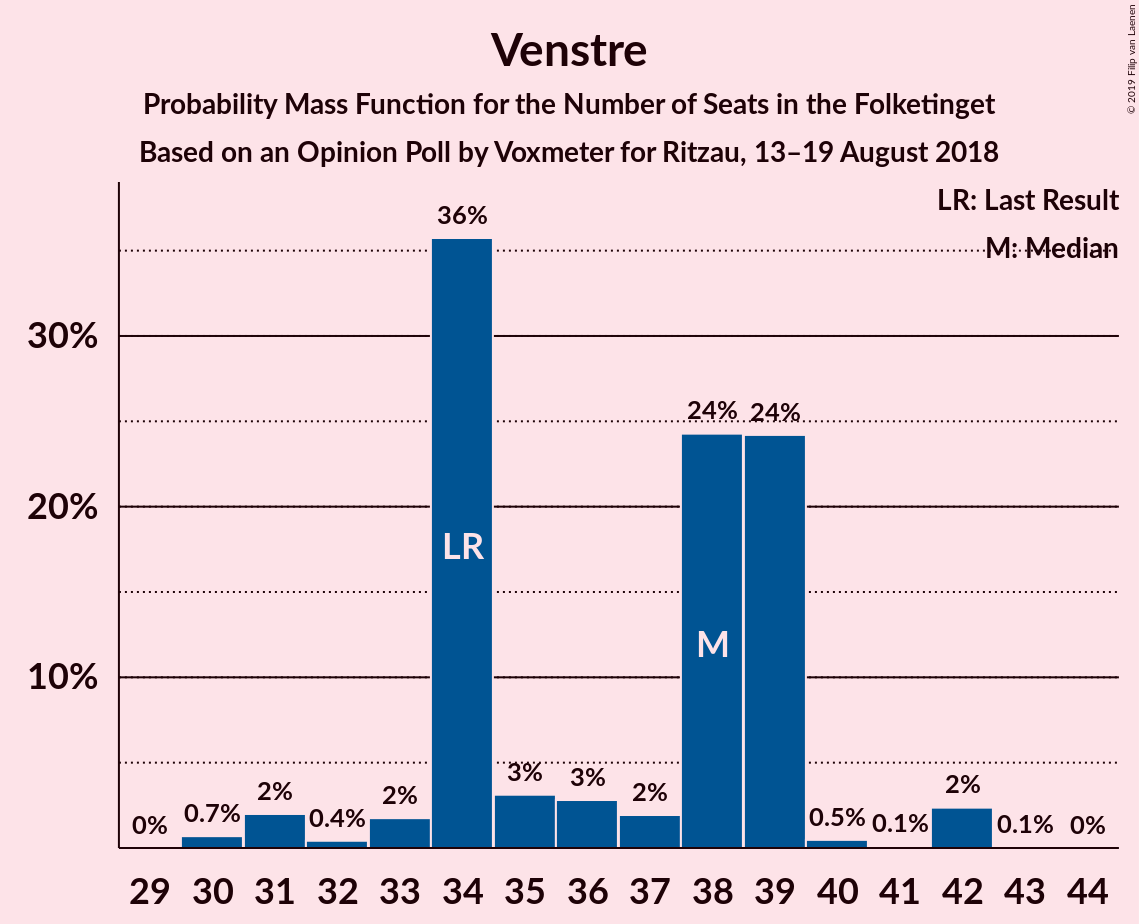 Venstre
Probability Mass Function for the Number of Seats in the Folketinget
Based on an Opinion Poll by Voxmeter for Ritzau, 13–19 August 2018
© 2019 Filip van Laenen
LR: Last Result
M: Median
30%
20%
10%
0%
0.7%
2%
0.4%
2%
36%
3%
3%
2%
24%
24%
0.5%
0.1%
2%
0.1%
0%
LR
M
29 30 31 32 33 34 35 36 37 38 39 40 41 42 43 44